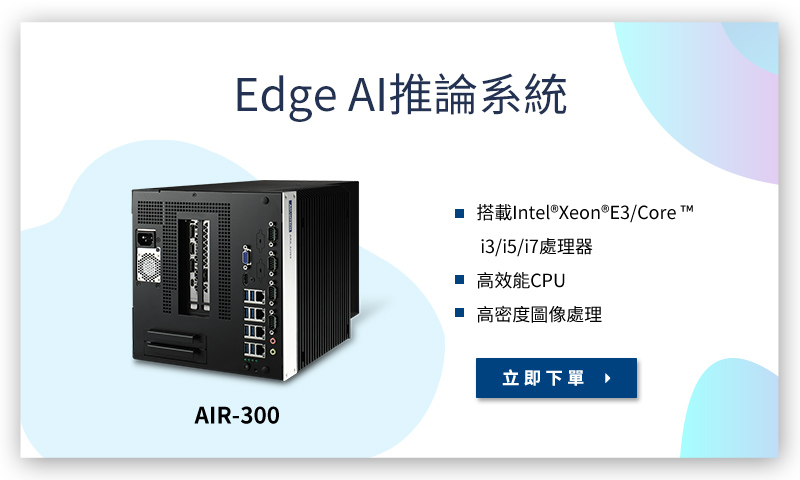 Edge AI推論系統
搭載Intel®Xeon®E3/Core™
i3/i5/i7處理器
高效能CPU
高密度圖像處理
立即下單
AIR-300